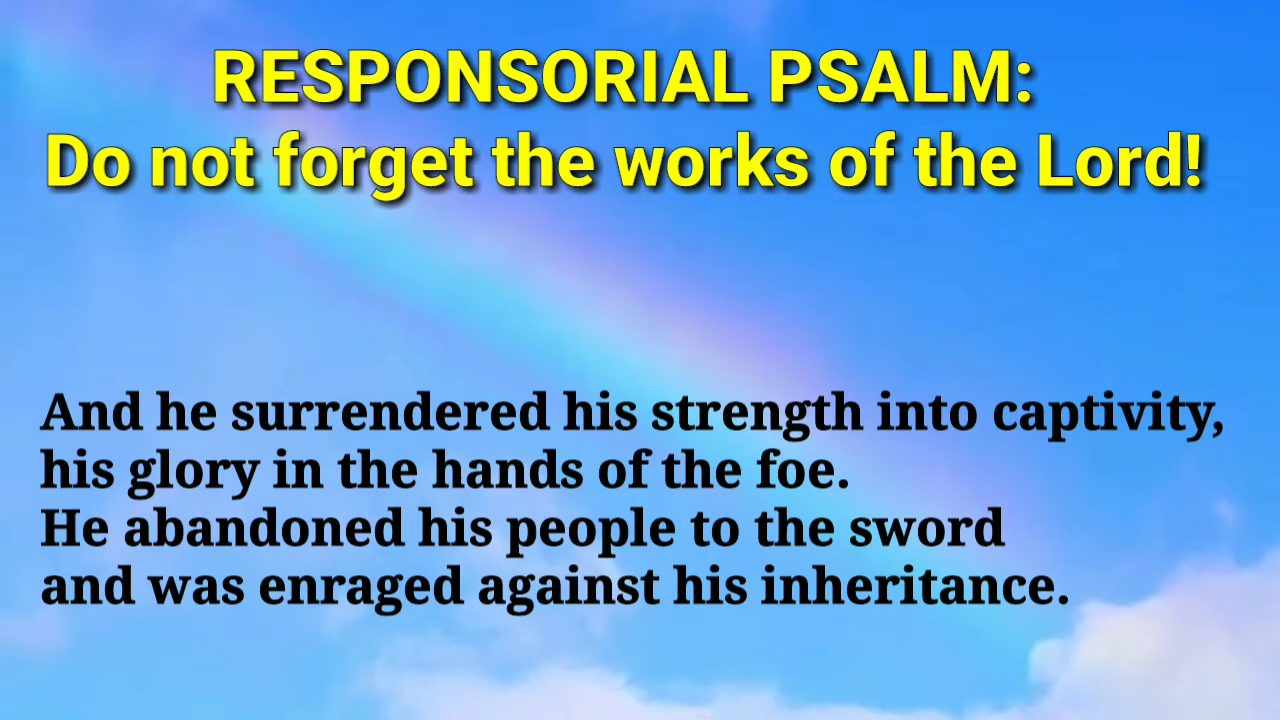 RESPONSORIAL PSALM:
Do not forget the works of the Lord!
And he surrendered his strength into captivity,
his glory in the hands of the foe.
He abandoned his people to the sword
and was enraged against his inheritance.